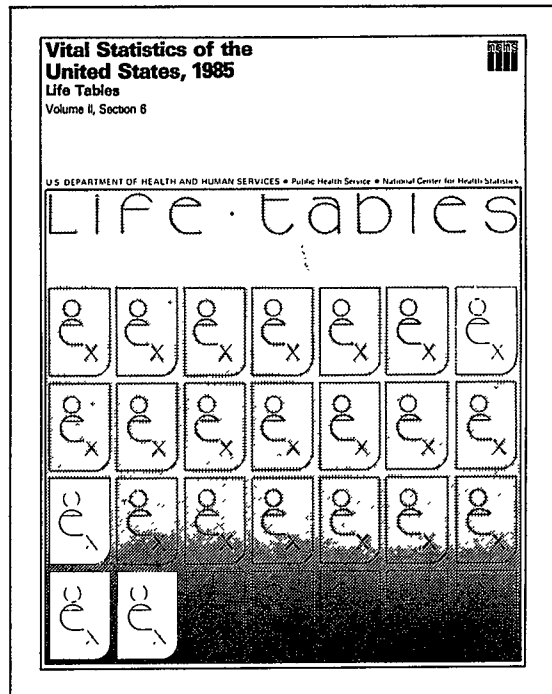 Vital Statistics of the
United States, 1985
Life Tables
Volume II, Section 6
nchs
U.S. DEPARTMENT OF HEALTH AND HUMAN SERVICES • Public Health Service • National Center for Health Statistics
Life · tables
e̊x e̊x e̊x e̊x e̊x e̊x e̊x
e̊x e̊x e̊x e̊x e̊x e̊x e̊x
e̊x e̊x e̊x e̊x e̊x e̊x